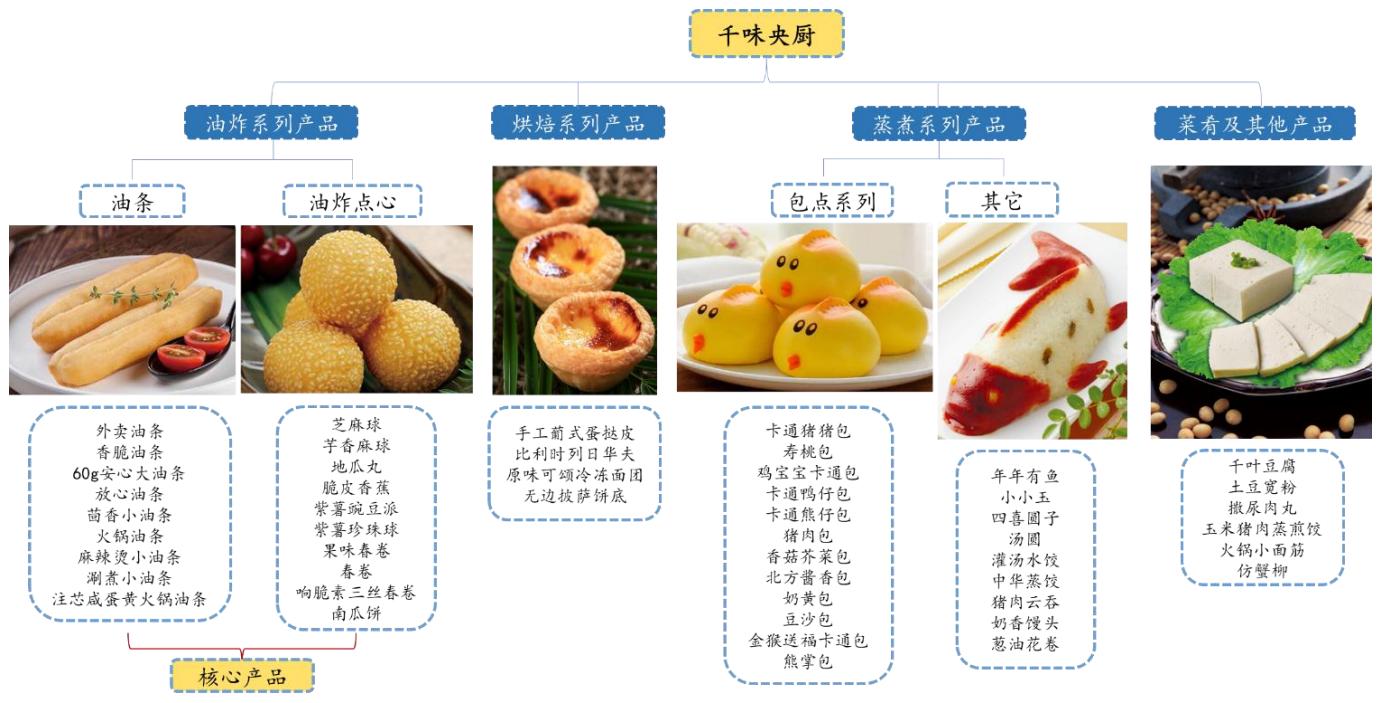 千味央厨
油炸系列产品
烘焙系列产品
蒸煮系列产品
菜肴及其他产品
油条
油炸点心
包点系列
其它
外卖油条
香脆油条
60g安心大油条
放心油条
茴香小油条
火锅油条
麻辣烫小油条
涮煮小油条
注芯咸蛋黄火锅油条
芝麻球
芋香麻球
地瓜丸
脆皮香蕉
紫薯豌豆派
紫薯珍珠球
果味春卷
春卷
响脆素三丝春卷
南瓜饼
核心产品
手工葡式蛋挞皮
比利时列日华夫
原味可颂冷冻面团
无边披萨饼底
卡通猪猪包
寿桃包
鸡宝宝卡通包
卡通鸭仔包
卡通熊仔包
猪肉包
香菇芥菜包
北方酱香包
奶黄包
豆沙包
金猴送福卡通包
熊掌包
年年有鱼
小小玉
四喜圆子
汤圆
灌汤水饺
中华蒸饺
猪肉云吞
奶香馒头
葱油花卷
千叶豆腐
土豆宽粉
撒尿肉丸
玉米猪肉蒸煎饺
火锅小面筋
仿蟹柳